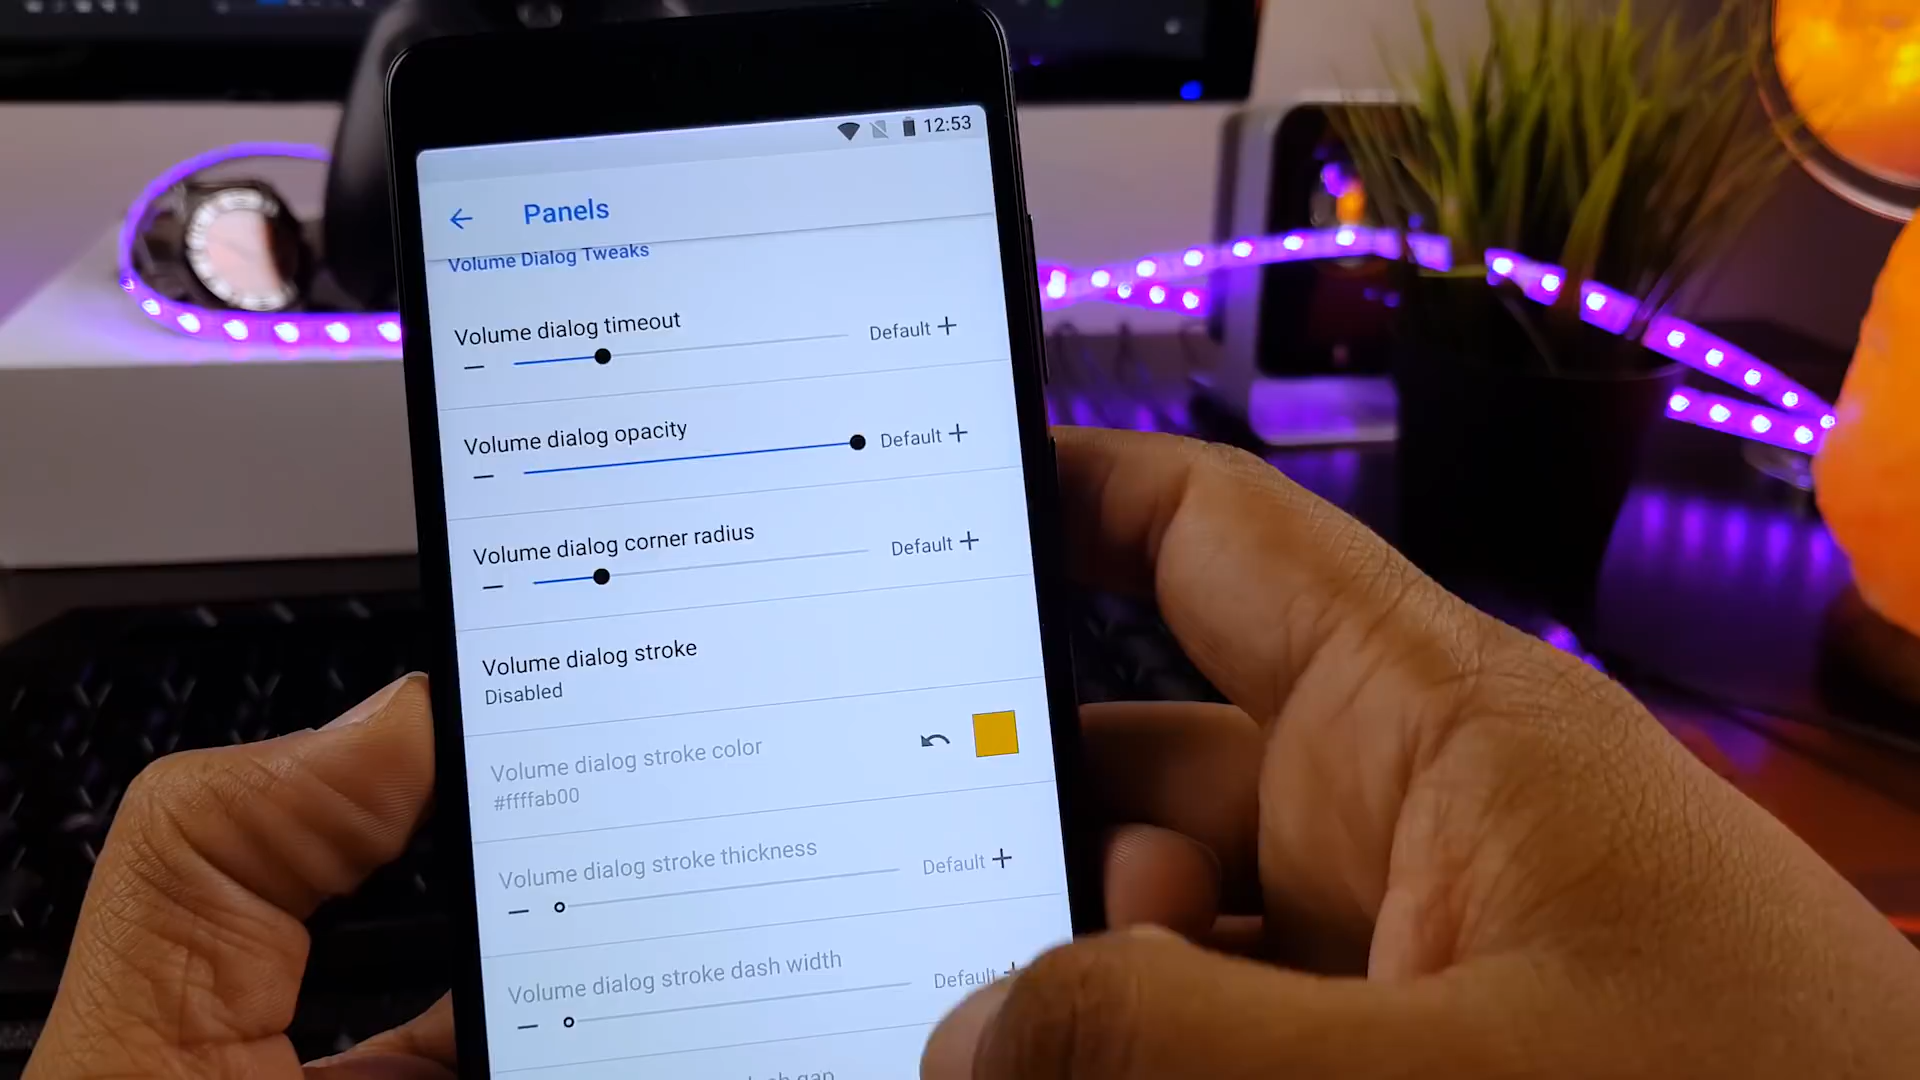 12:53
Panels
Volume Dialog Tweaks
Volume dialog timeout
Default
Volume dialog opacity
Default
Volume dialog corner radius
Default
Volume dialog stroke
Disabled
Volume dialog stroke color
#ffffab00
Volume dialog stroke thickness
Default
Volume dialog stroke dash width
Default
gap